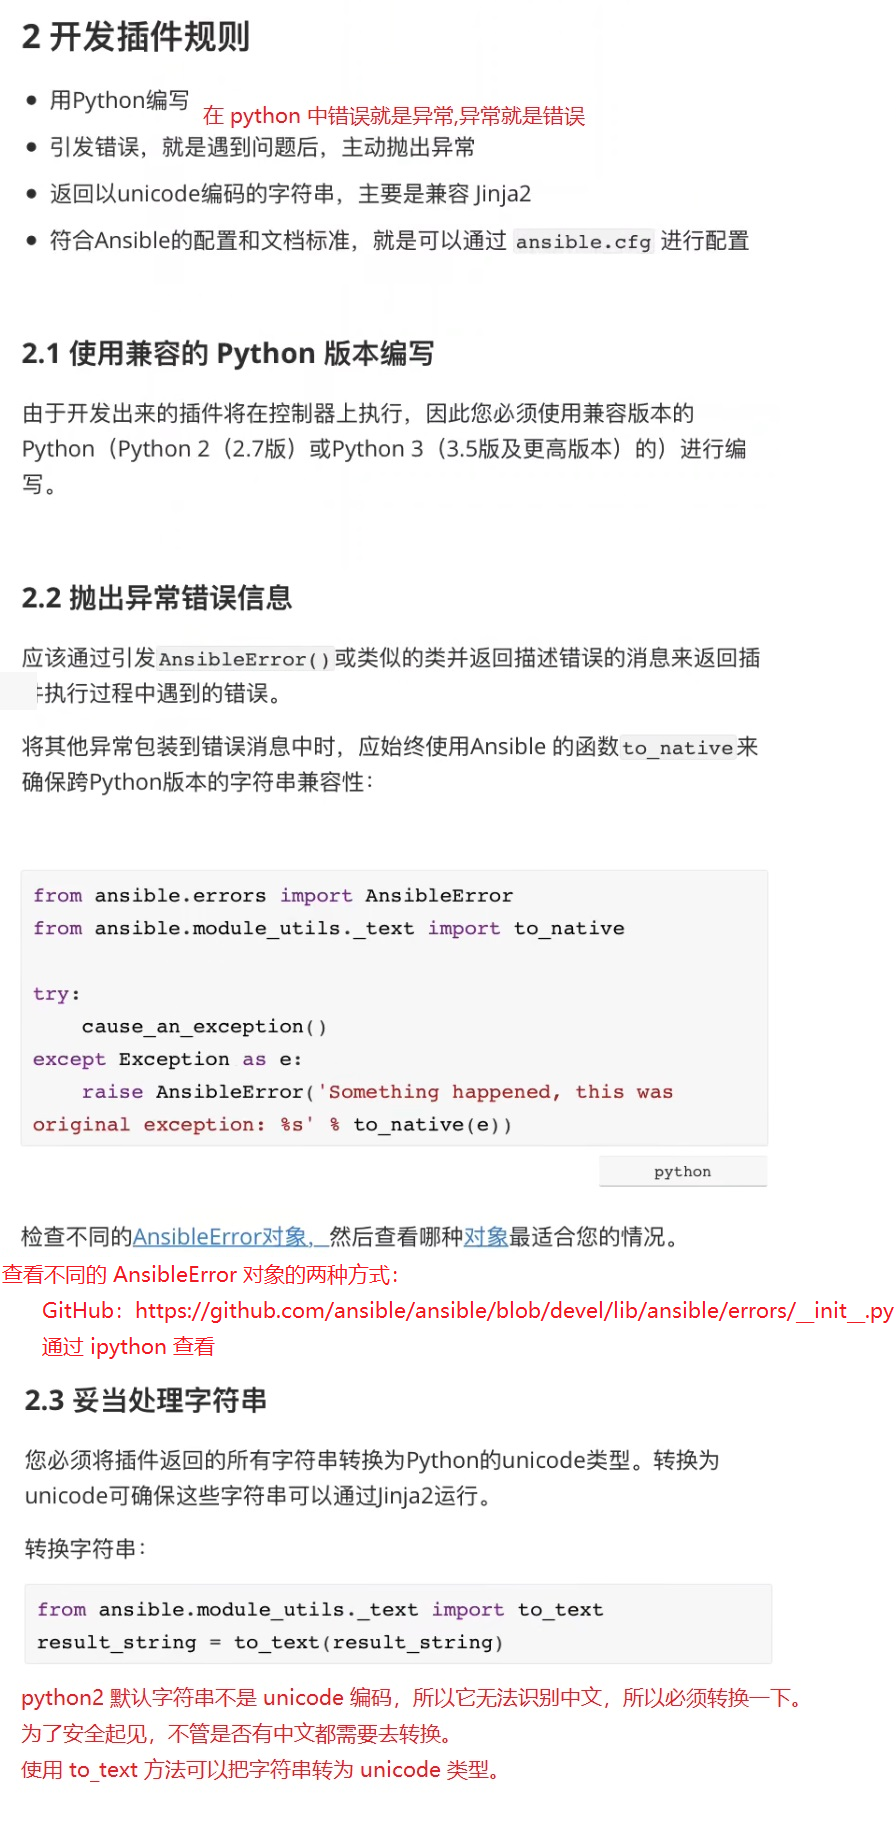 2 开发插件规则
用Python编写
在 python 中错误就是异常,异常就是错误
引发错误，就是遇到问题后，主动抛出异常
返回以unicode编码的字符串，主要是兼容 Jinja2
符合Ansible的配置和文档标准，就是可以通过 ansible.cfg 进行配置
2.1 使用兼容的 Python 版本编写
由于开发出来的插件将在控制器上执行，因此您必须使用兼容版本的
Python（Python 2（2.7版）或Python 3（3.5版及更高版本）的）进行编
写。
2.2 抛出异常错误信息
应该通过引发AnsibleError()或类似的类并返回描述错误的消息来返回插
执行过程中遇到的错误。
将其他异常包装到错误消息中时，应始终使用Ansible 的函数to_native来
确保跨Python版本的字符串兼容性：
from ansible.errors import AnsibleError
from ansible.module_utils._text import to_native
try:
    cause_an_exception()
except Exception as e:
    raise AnsibleError('Something happened, this was
original exception: %s' % to_native(e))
python
检查不同的AnsibleError对象，然后查看哪种对象最适合您的情况。
查看不同的 AnsibleError 对象的两种方式：
GitHub：https://github.com/ansible/ansible/blob/devel/lib/ansible/errors/__init__.py
通过 ipython 查看
2.3 妥当处理字符串
您必须将插件返回的所有字符串转换为Python的unicode类型。转换为
unicode可确保这些字符串可以通过Jinja2运行。
转换字符串：
from ansible.module_utils._text import to_text
result_string = to_text(result_string)
python2 默认字符串不是 unicode 编码，所以它无法识别中文，所以必须转换一下。
为了安全起见，不管是否有中文都需要去转换。
使用 to_text 方法可以把字符串转为 unicode 类型。